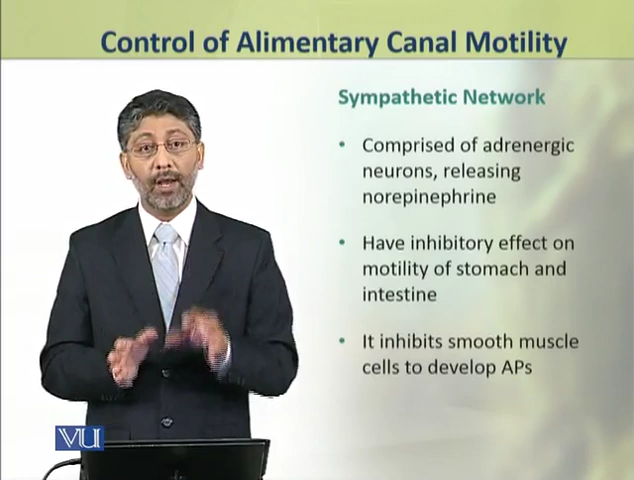 Control of Alimentary Canal Motility
Sympathetic Network
• Comprised of adrenergic
neurons, releasing
norepinephrine
• Have inhibitory effect on
motility of stomach and
intestine
• It inhibits smooth muscle
cells to develop APs
VU